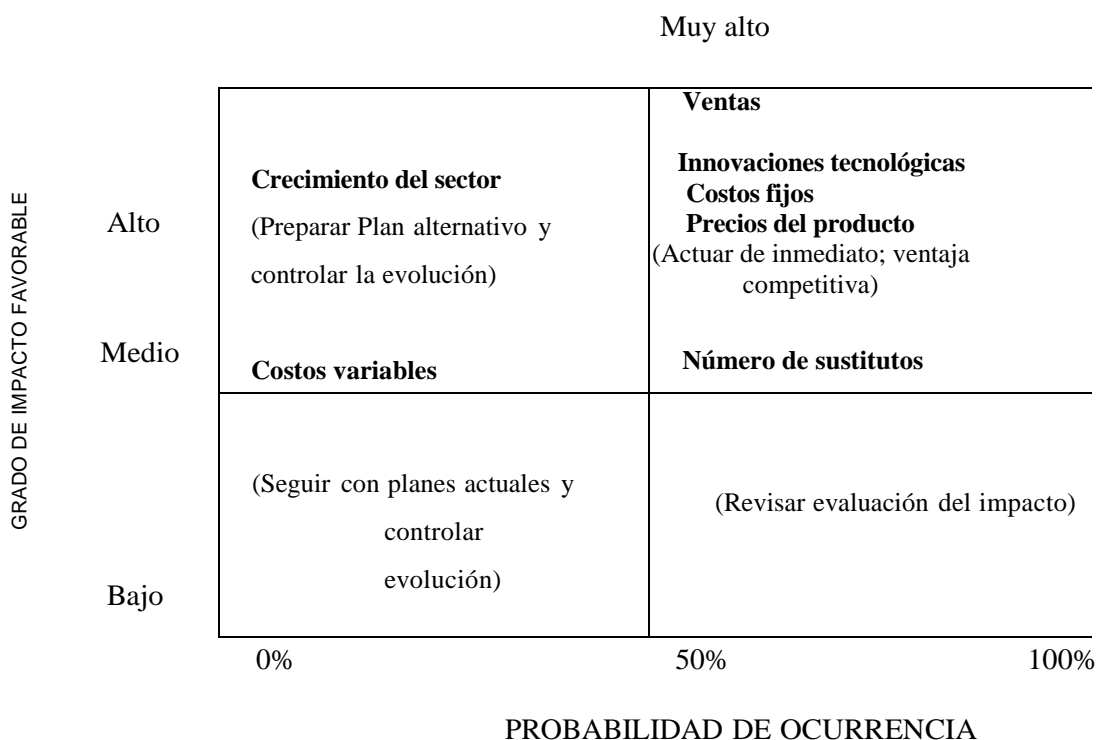 Muy alto
GRADO DE IMPACTO FAVORABLE
Alto
Medio
Bajo
Crecimiento del sector
(Preparar Plan alternativo y
controlar la evolución)
Costos variables
Ventas
Innovaciones tecnológicas
Costos fijos
Precios del producto
(Actuar de inmediato; ventaja
competitiva)
Número de sustitutos
(Seguir con planes actuales y
controlar
evolución)
(Revisar evaluación del impacto)
0%
50%
100%
PROBABILIDAD DE OCURRENCIA